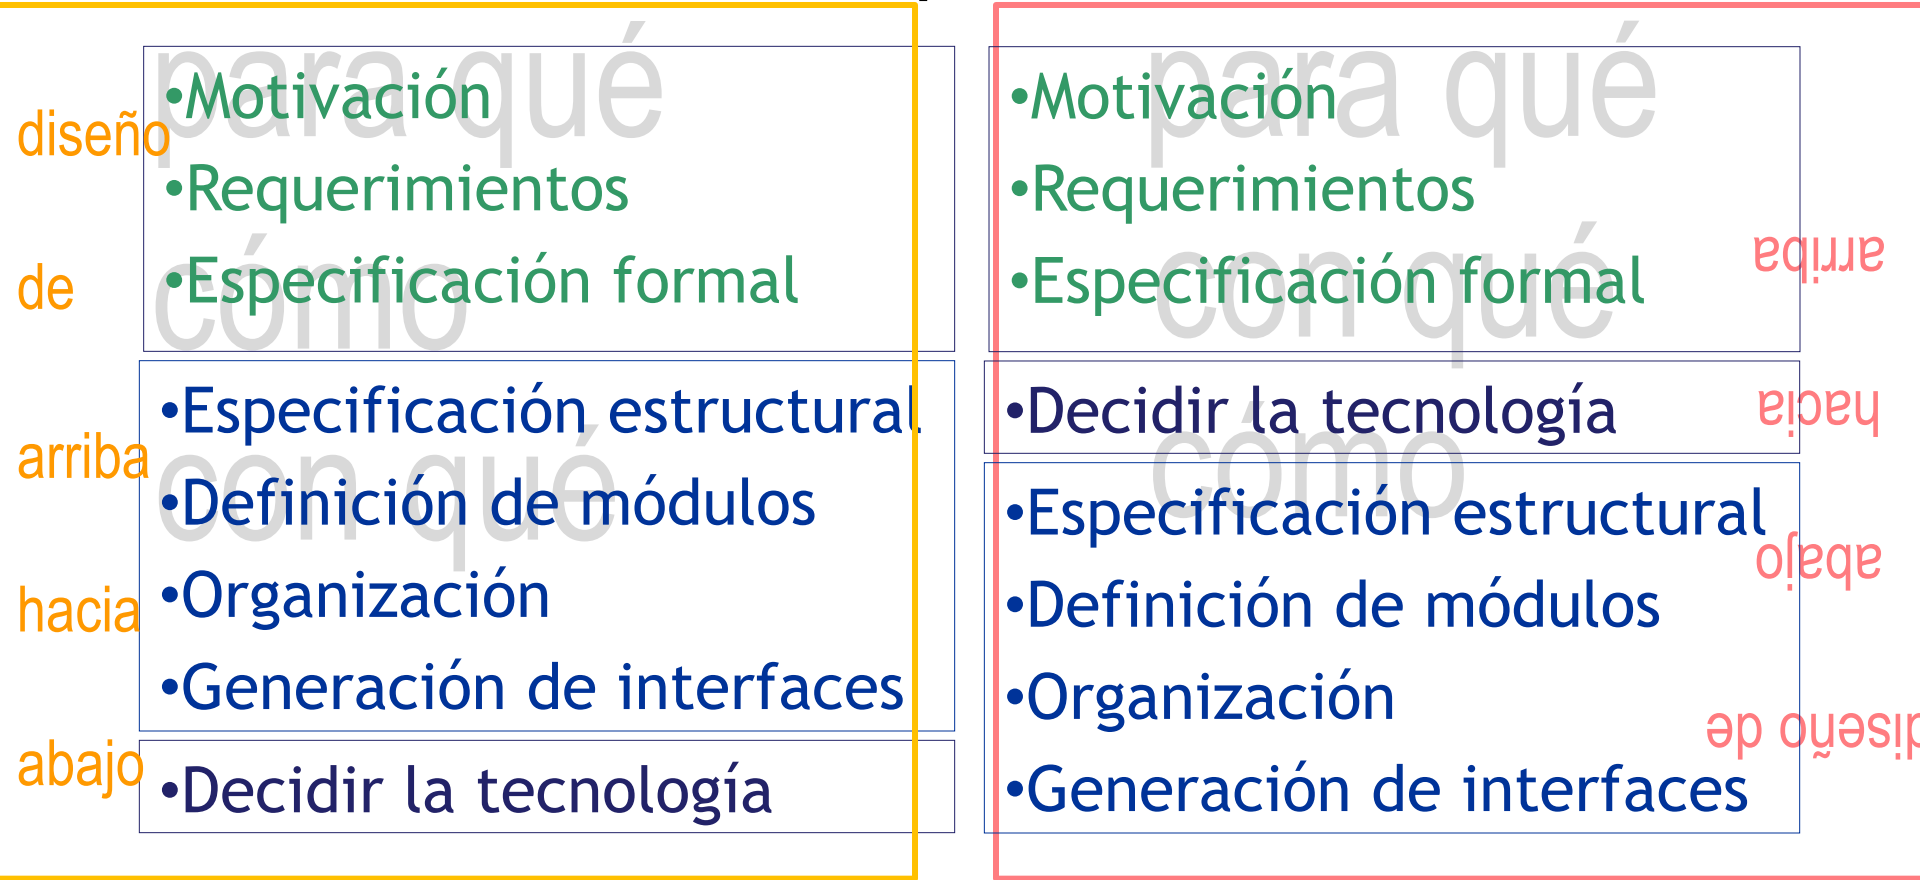 para qué
cómo
con qué
diseño
de
arriba
hacia
abajo
•Motivación
•Requerimientos
•Especificación formal
•Especificación estructural
•Definición de módulos
•Organización
•Generación de interfaces
•Decidir la tecnología
para qué
con qué
cómo
•Motivación
•Requerimientos
•Especificación formal
•Decidir la tecnología
•Especificación estructural
•Definición de módulos
•Organización
•Generación de interfaces
diseño de
abajo
hacia
arriba